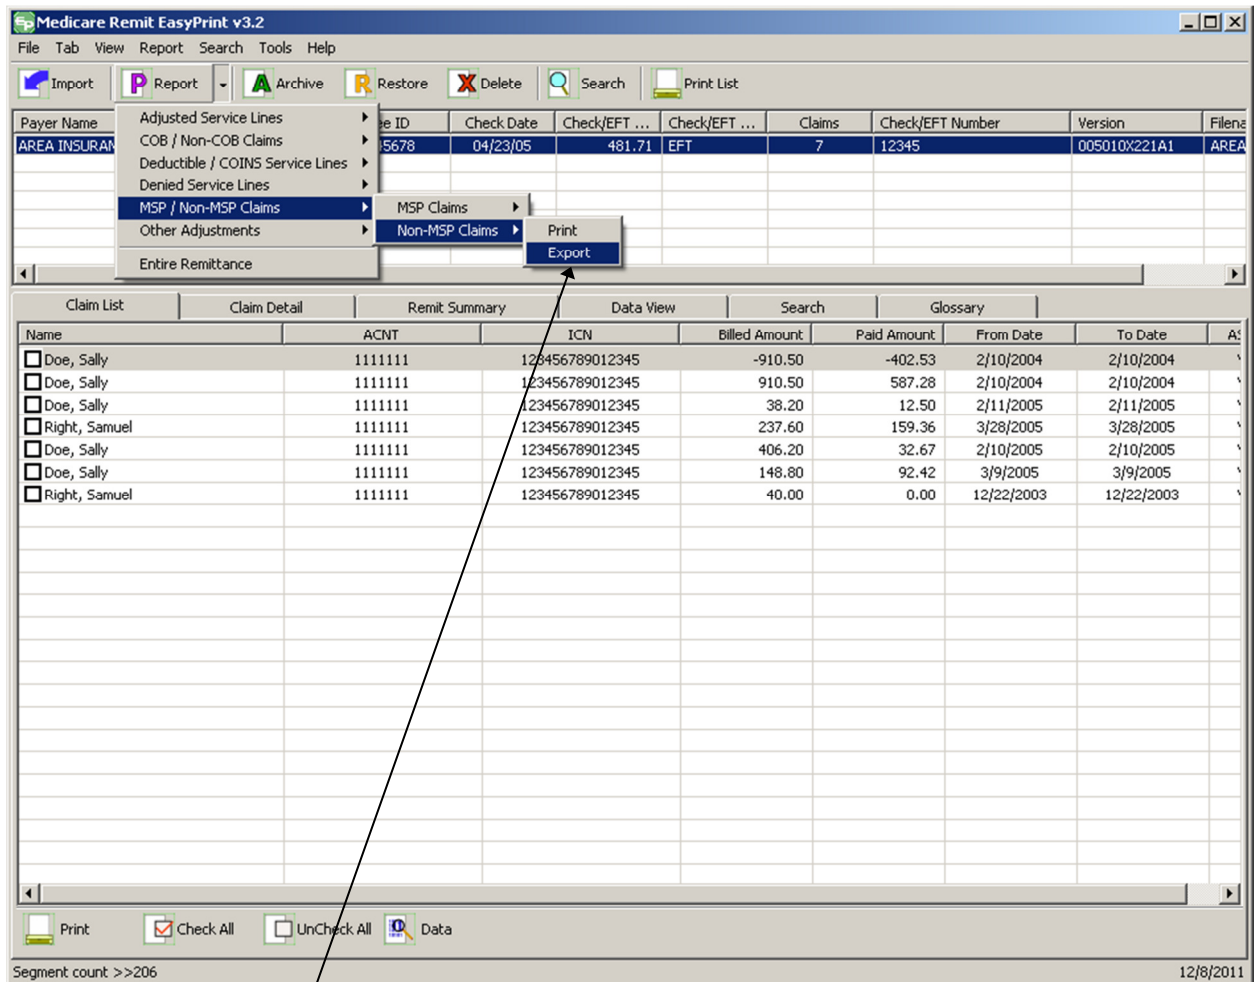 Medicare Remit EasyPrint v3.2
File Tab View Report Search Tools Help
Import Report Archive Restore Delete Search Print List
Payer Name ee ID Check Date Check/EFT ... Check/EFT ... Claims Check/EFT Number Version Filena
AREA INSURAN 5678 04/23/05 481.71 EFT 7 12345 005010X221A1 AREA
Adjusted Service Lines
COB / Non-COB Claims
Deductible / COINS Service Lines
Denied Service Lines
MSP / Non-MSP Claims
Other Adjustments
Entire Remittance
MSP Claims
Non-MSP Claims
Print
Export
Claim List Claim Detail Remit Summary Data View Search Glossary
Name ACNT ICN Billed Amount Paid Amount From Date To Date AS
Doe, Sally 1111111 123456789012345 -910.50 -402.53 2/10/2004 2/10/2004
Doe, Sally 1111111 123456789012345 910.50 587.28 2/10/2004 2/10/2004
Doe, Sally 1111111 123456789012345 38.20 12.50 2/11/2005 2/11/2005
Right, Samuel 1111111 123456789012345 237.60 159.36 3/28/2005 3/28/2005
Doe, Sally 1111111 123456789012345 406.20 32.67 2/10/2005 2/10/2005
Doe, Sally 1111111 123456789012345 148.80 92.42 3/9/2005 3/9/2005
Right, Samuel 1111111 123456789012345 40.00 0.00 12/22/2003 12/22/2003
Print Check All UnCheck All Data
Segment count >>206 12/8/2011